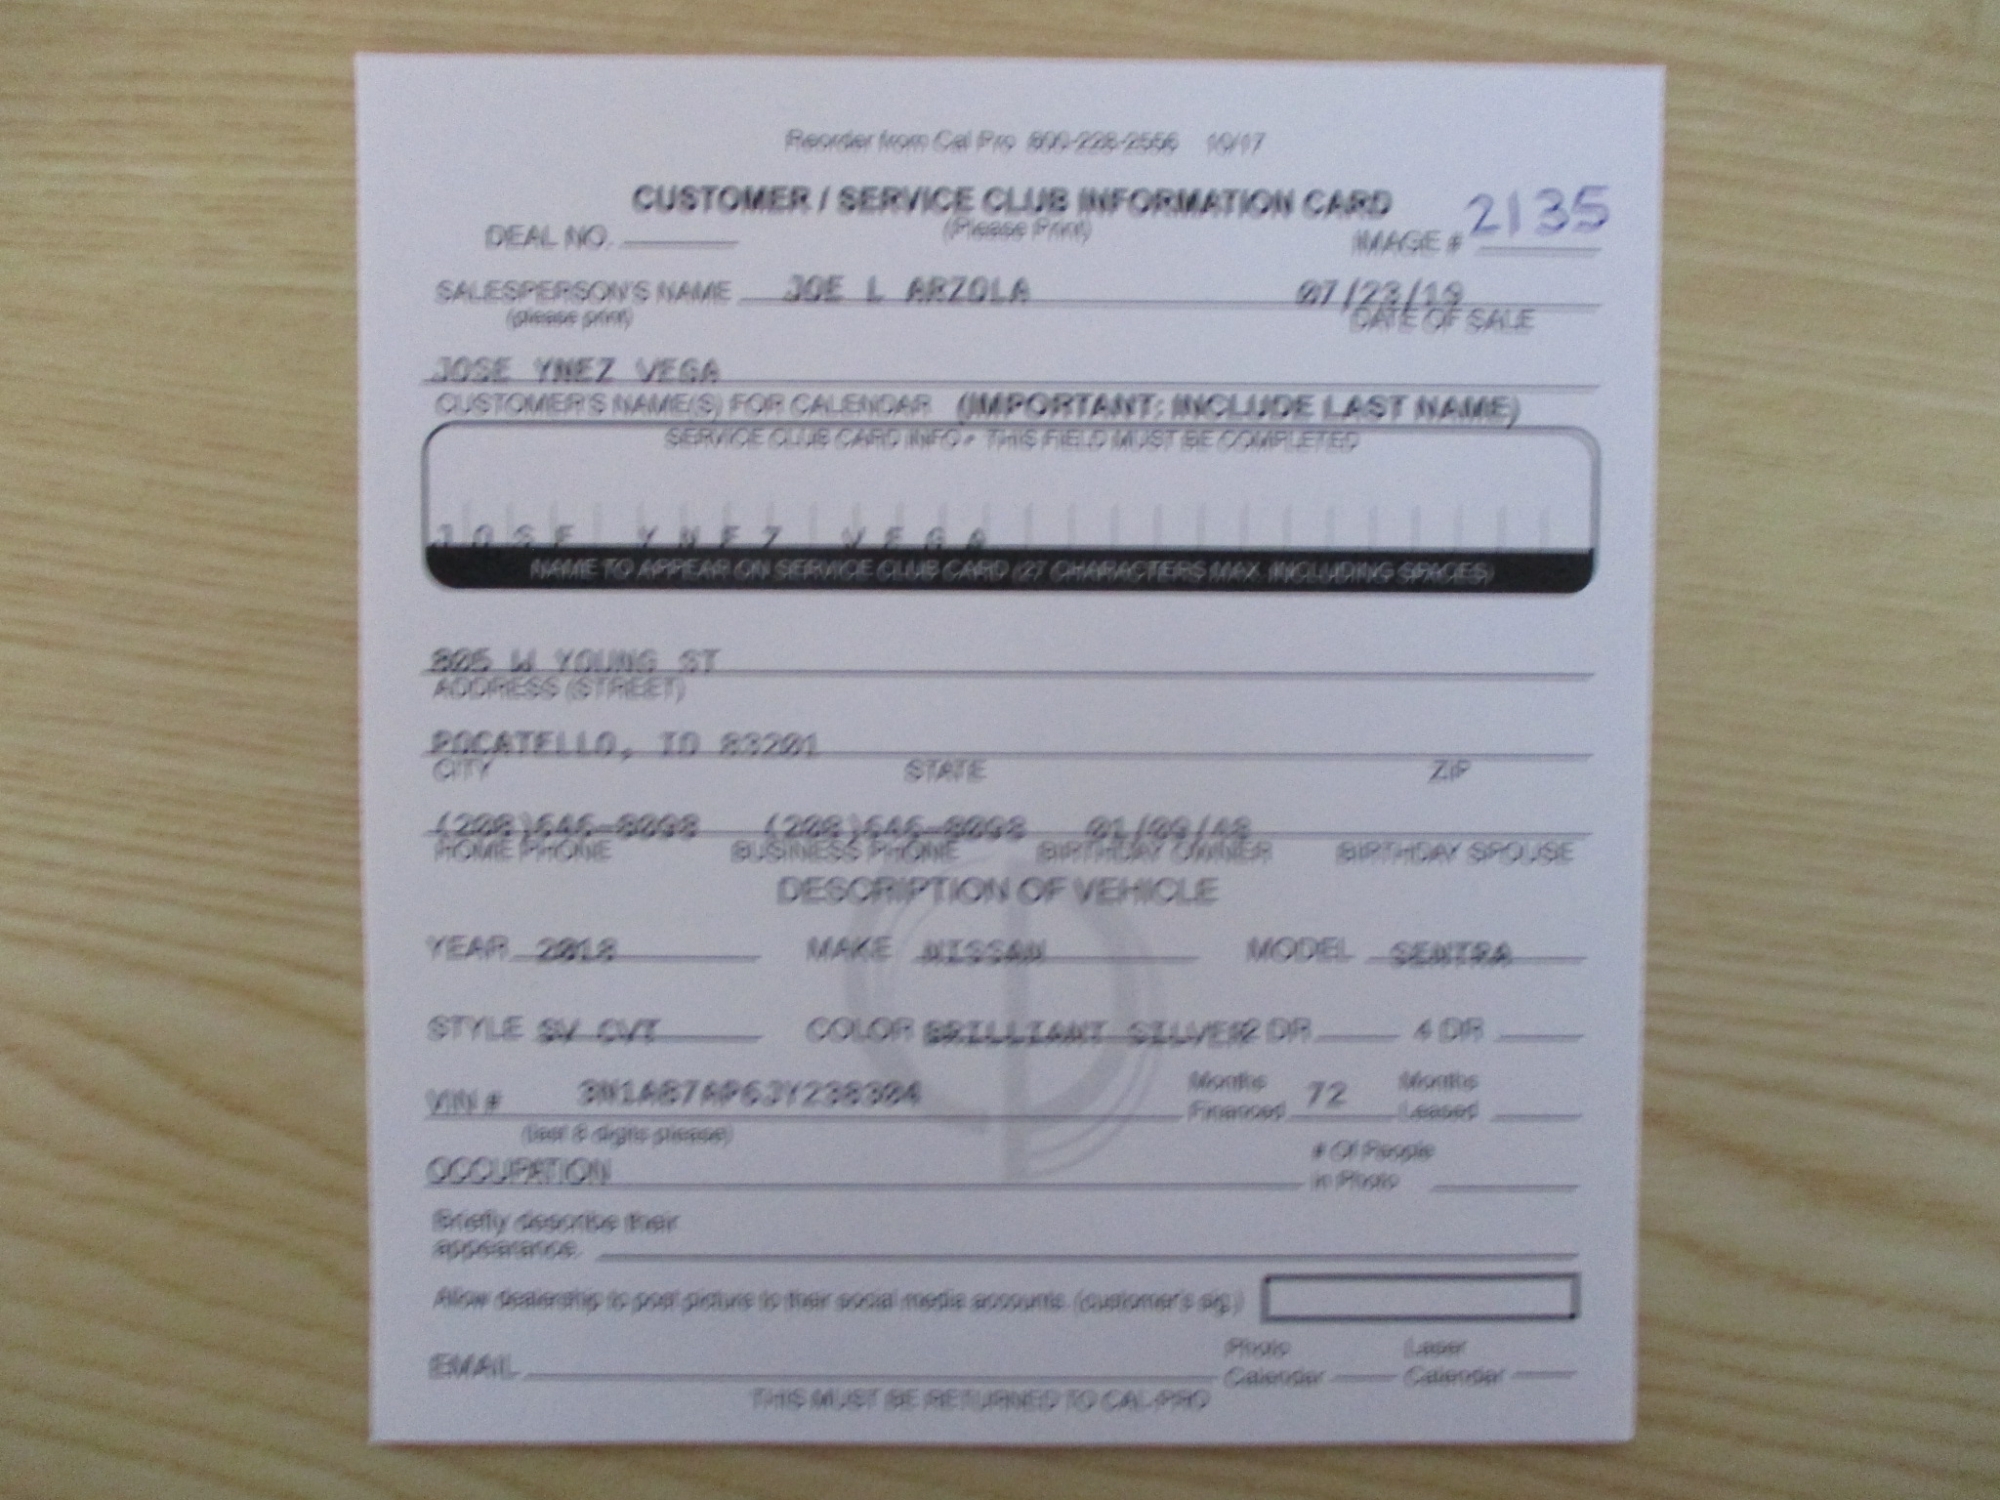 Reorder from Cal Pro 800-228-2556 10/17
CUSTOMER / SERVICE CLUB INFORMATION CARD
(Please Print)
DEAL NO. IMAGE # 2135
SALESPERSON'S NAME JOE L ARZOLA 07/23/19
(please print) DATE OF SALE
JOSE YNEZ VEGA
CUSTOMER'S NAME(S) FOR CALENDAR (IMPORTANT: INCLUDE LAST NAME)
SERVICE CLUB CARD INFO - THIS FIELD MUST BE COMPLETED
JOSE YNEZ VEGA
NAME TO APPEAR ON SERVICE CLUB CARD (27 CHARACTERS MAX. INCLUDING SPACES)
805 W YOUNG ST
ADDRESS (STREET)
POCATELLO, ID 83201
CITY STATE ZIP
HOME PHONE BUSINESS PHONE BIRTHDAY OWNER BIRTHDAY SPOUSE
DESCRIPTION OF VEHICLE
YEAR 2018 MAKE NISSAN MODEL SENTRA
STYLE SV CVT COLOR BRILLIANT SILVER 2 DR 4 DR
VIN # Months Financed 72 Months Leased
(last 8 digits please)
OCCUPATION # Of People in Photo
Briefly describe their
appearance.
Allow dealership to post picture to their social media accounts. (customer's sig.)
EMAIL Photo Calendar Laser Calendar
THIS MUST BE RETURNED TO CAL-PRO